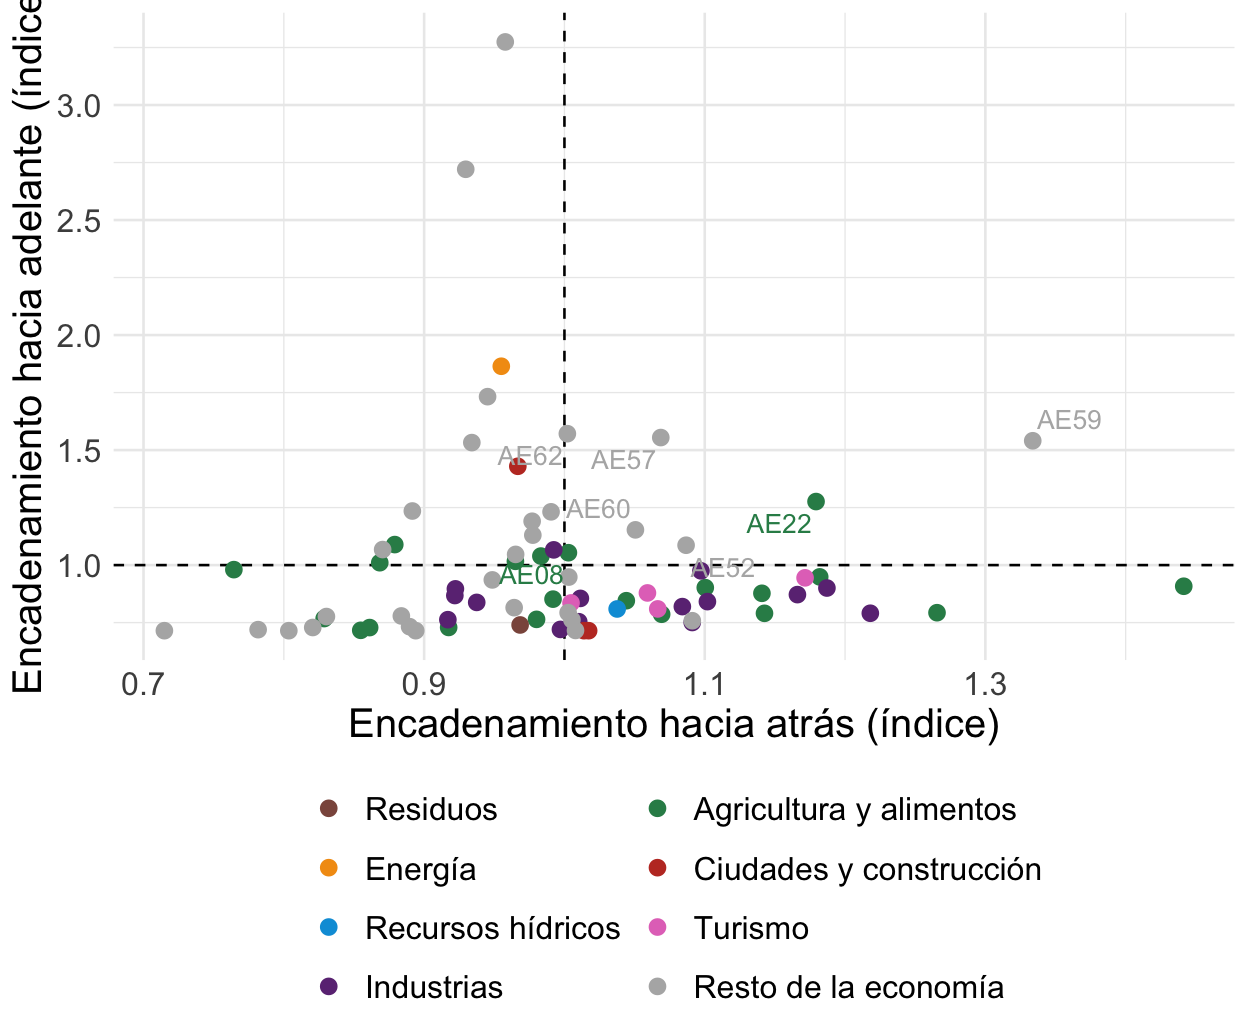 Encadenamiento hacia adelante (índice
3.0
2.5
2.0
1.5
1.0
AE59
AE62
AE57
AE60
AE22
AE52
AE08
0.7
0.9
1.1
1.3
Encadenamiento hacia atrás (índice)
Residuos
Agricultura y alimentos
Energía
Ciudades y construcción
Recursos hídricos
Turismo
Industrias
Resto de la economía